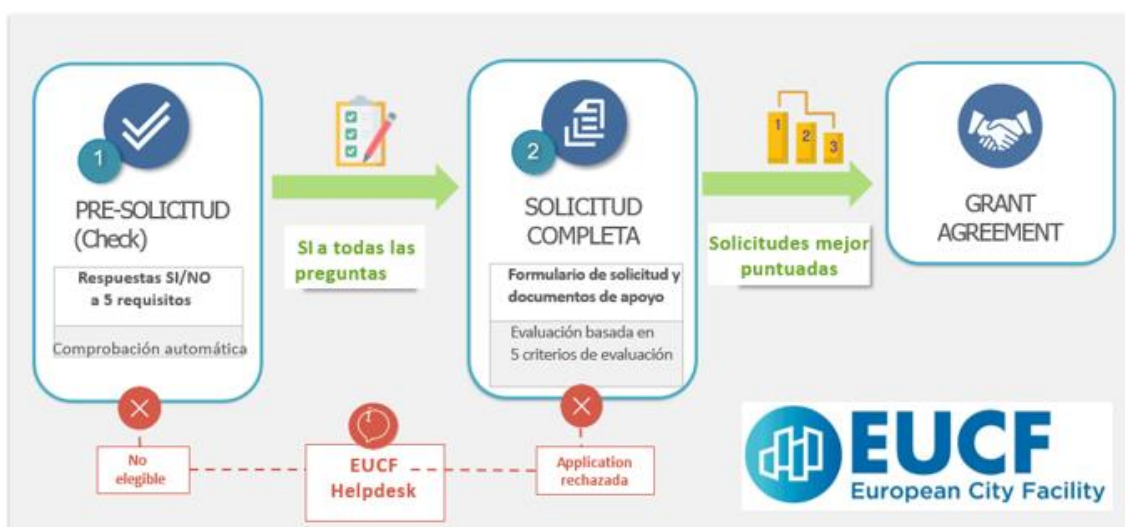 1
PRE-SOLICITUD
(Check)
Respuestas SI/NO
a 5 requisitos
Comprobación automática
SI a todas las
preguntas
2
SOLICITUD
COMPLETA
Formulario de solicitud y
documentos de apoyo
Evaluación basada en
5 criterios de evaluación
1
2
3
Solicitudes mejor
puntuadas
GRANT
AGREEMENT
No
elegible
EUCF
Helpdesk
Application
rechazada
EUCF
European City Facility